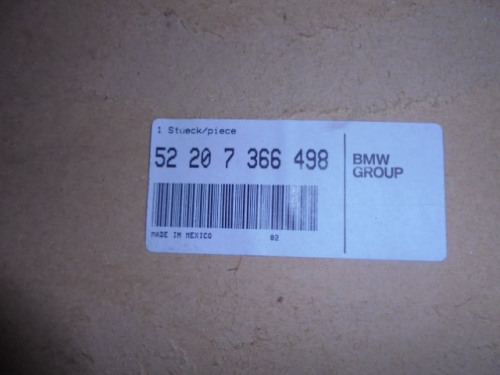 1 Stueck/piece
52 20 7 366 498
BMW
GROUP
MADE IN MEXICO 02